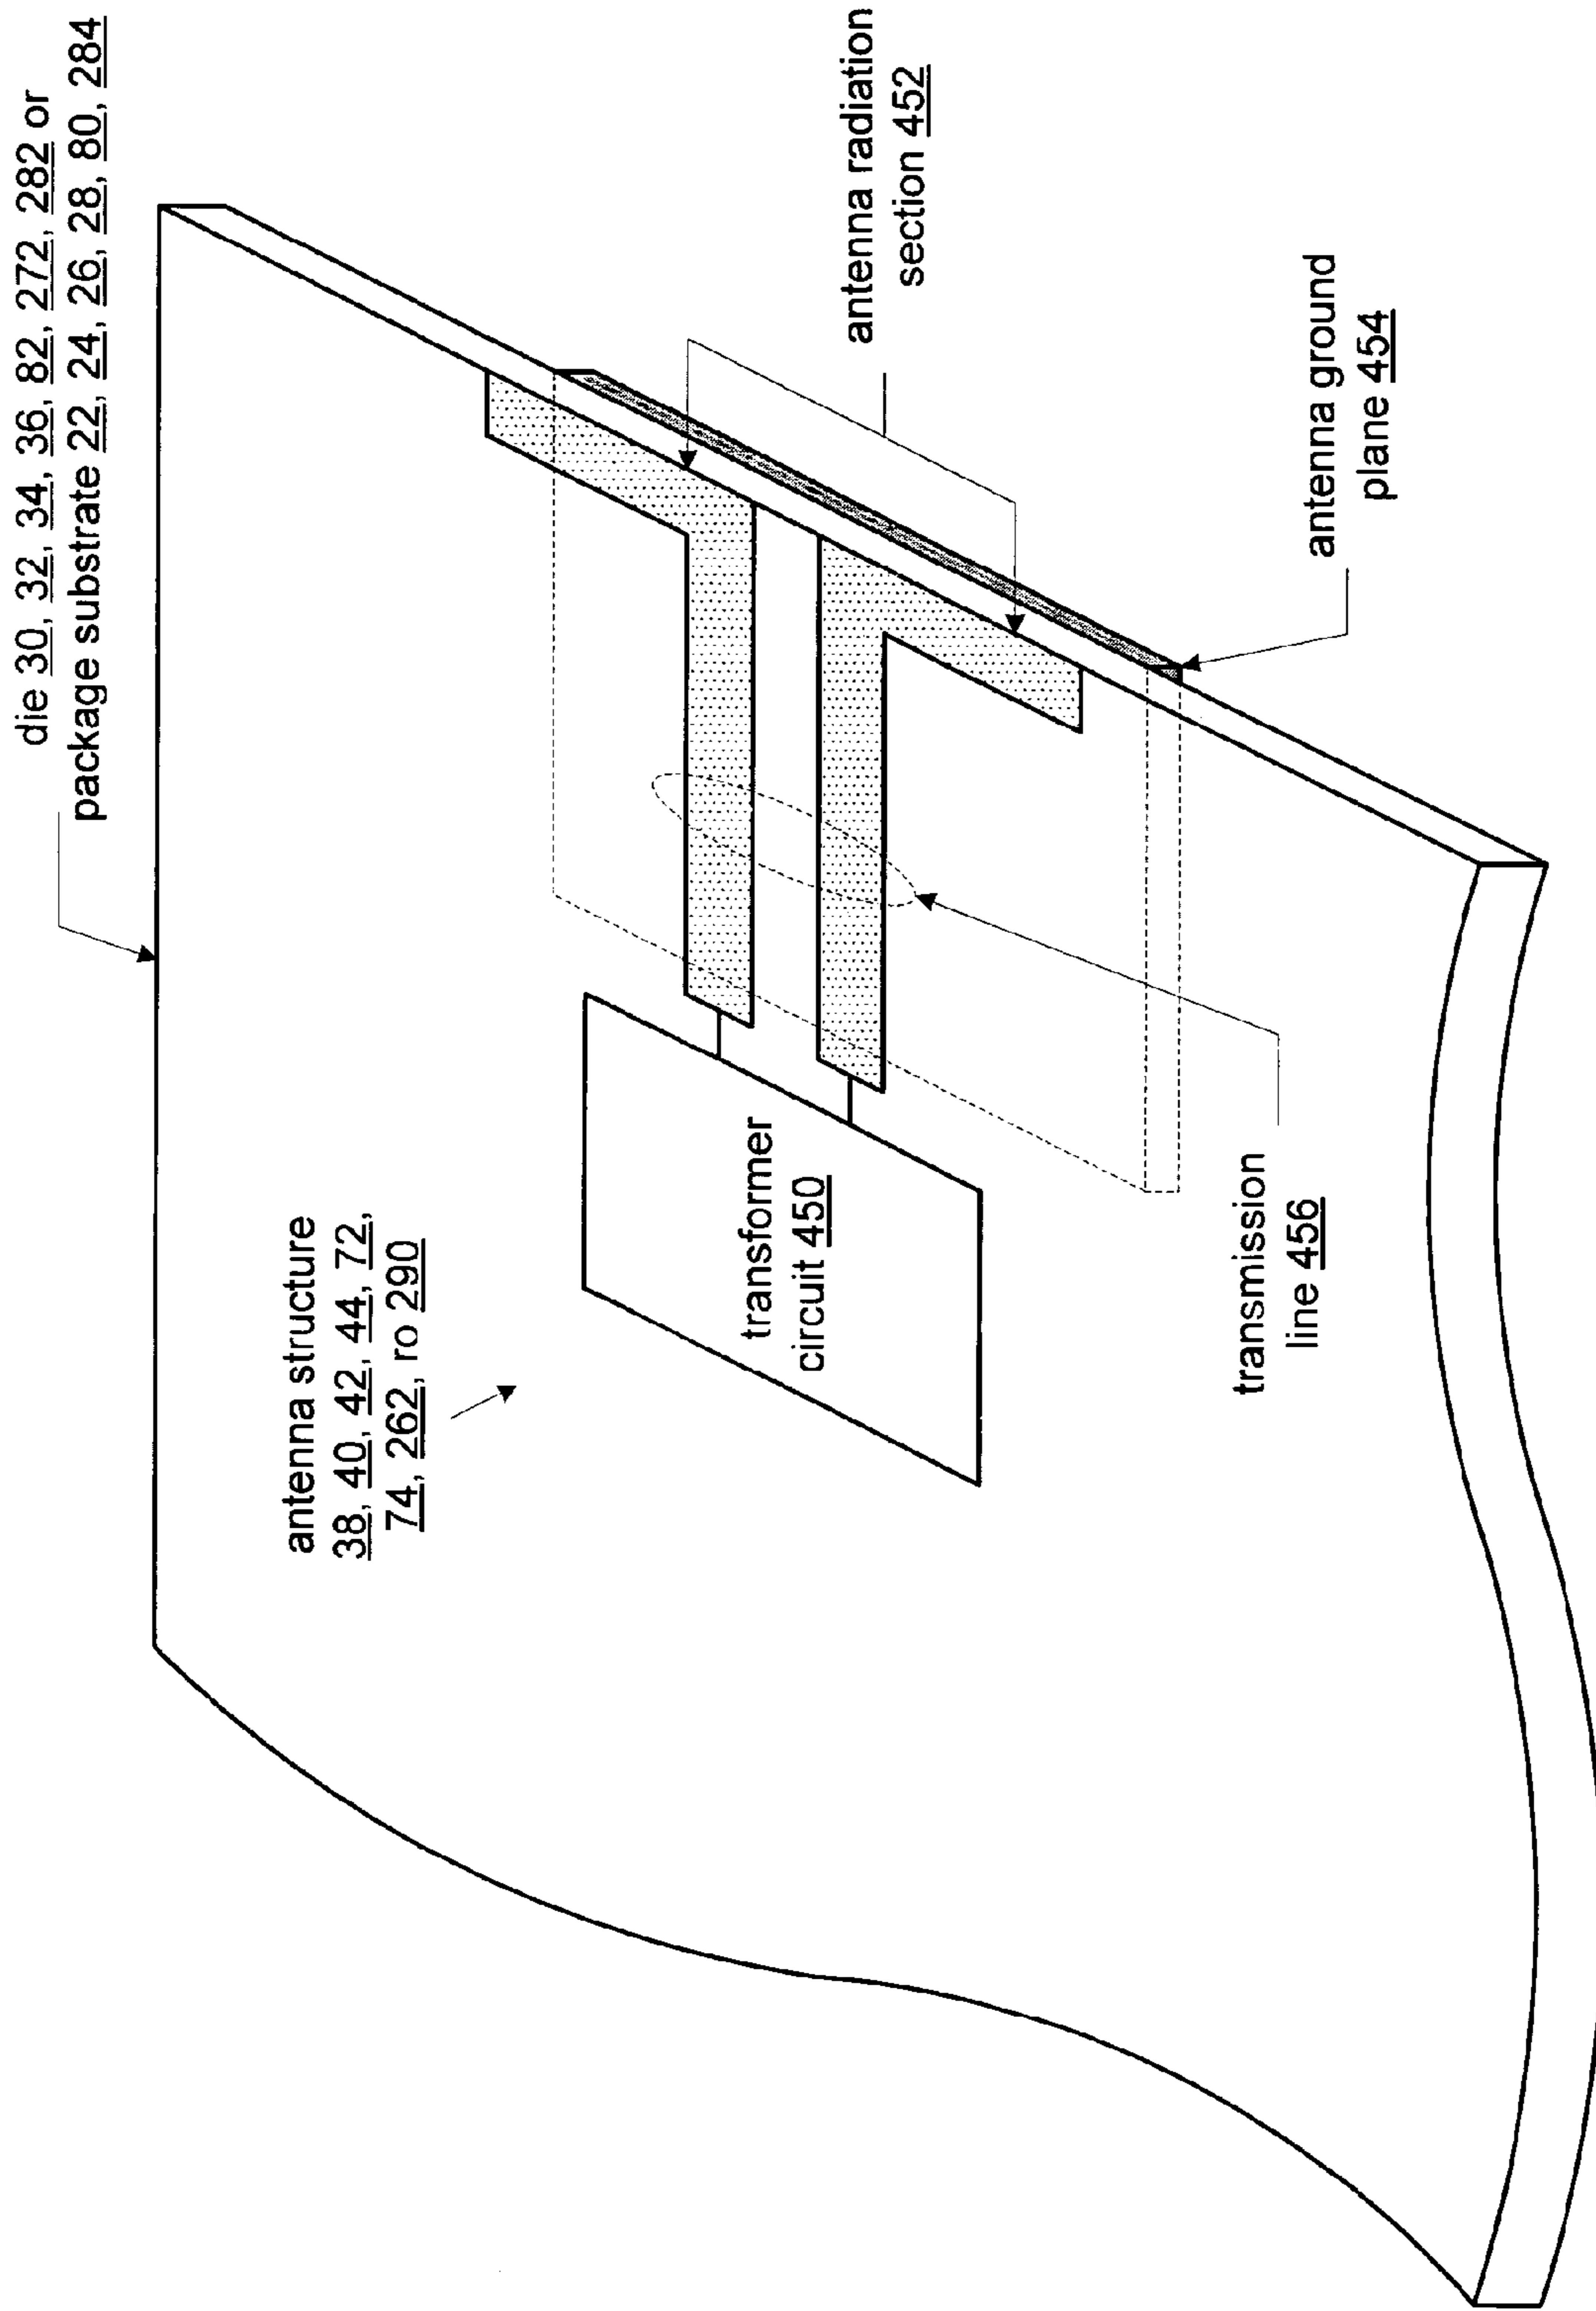 die 30, 32, 34, 36, 82, 272, 282 or
package substrate 22, 24, 26, 28, 80, 284
antenna structure
38, 40, 42, 44, 72,
74, 262, ro 290
transformer
circuit 450
antenna radiation
section 452
transmission
line 456
antenna ground
plane 454